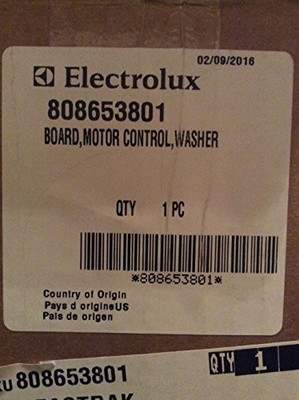 02/09/2016
Electrolux
808653801
BOARD,MOTOR CONTROL,WASHER
QTY 1 PC
*808653801*
Country of Origin
Pays d origineUS
Pais de origen
KU 808653801
QTY 1